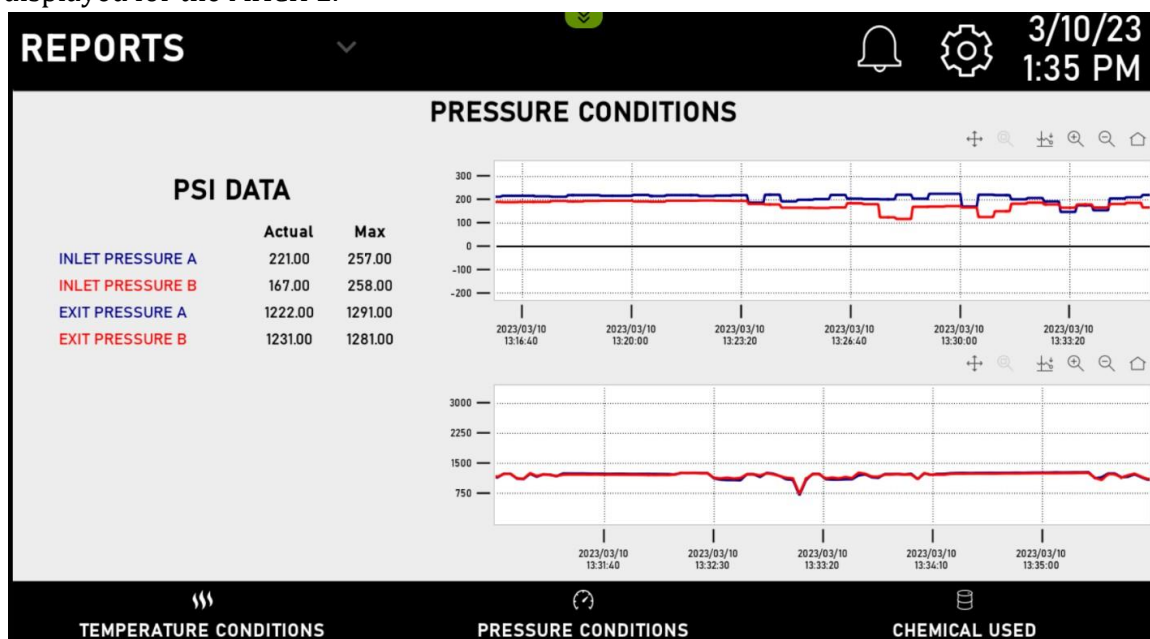 REPORTS
3/10/23
1:35 PM
PRESSURE CONDITIONS
PSI DATA
Actual Max
INLET PRESSURE A 221.00 257.00
INLET PRESSURE B 167.00 258.00
EXIT PRESSURE A 1222.00 1291.00
EXIT PRESSURE B 1231.00 1281.00
300
200
100
0
-100
-200
2023/03/10 2023/03/10 2023/03/10 2023/03/10 2023/03/10 2023/03/10
13:16:40 13:20:00 13:23:20 13:26:40 13:30:00 13:33:20
3000
2250
1500
750
2023/03/10 2023/03/10 2023/03/10 2023/03/10 2023/03/10
13:31:40 13:32:30 13:33:20 13:34:10 13:35:00
TEMPERATURE CONDITIONS PRESSURE CONDITIONS CHEMICAL USED